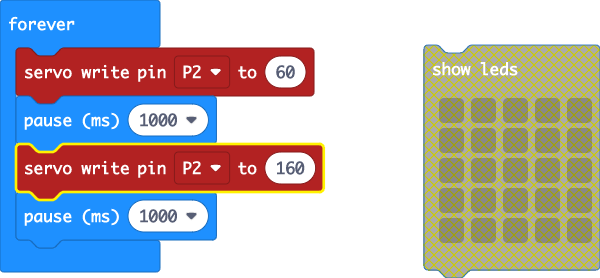 forever
servo write pin P2 to 60
pause (ms) 1000
servo write pin P2 to 160
pause (ms) 1000
show leds